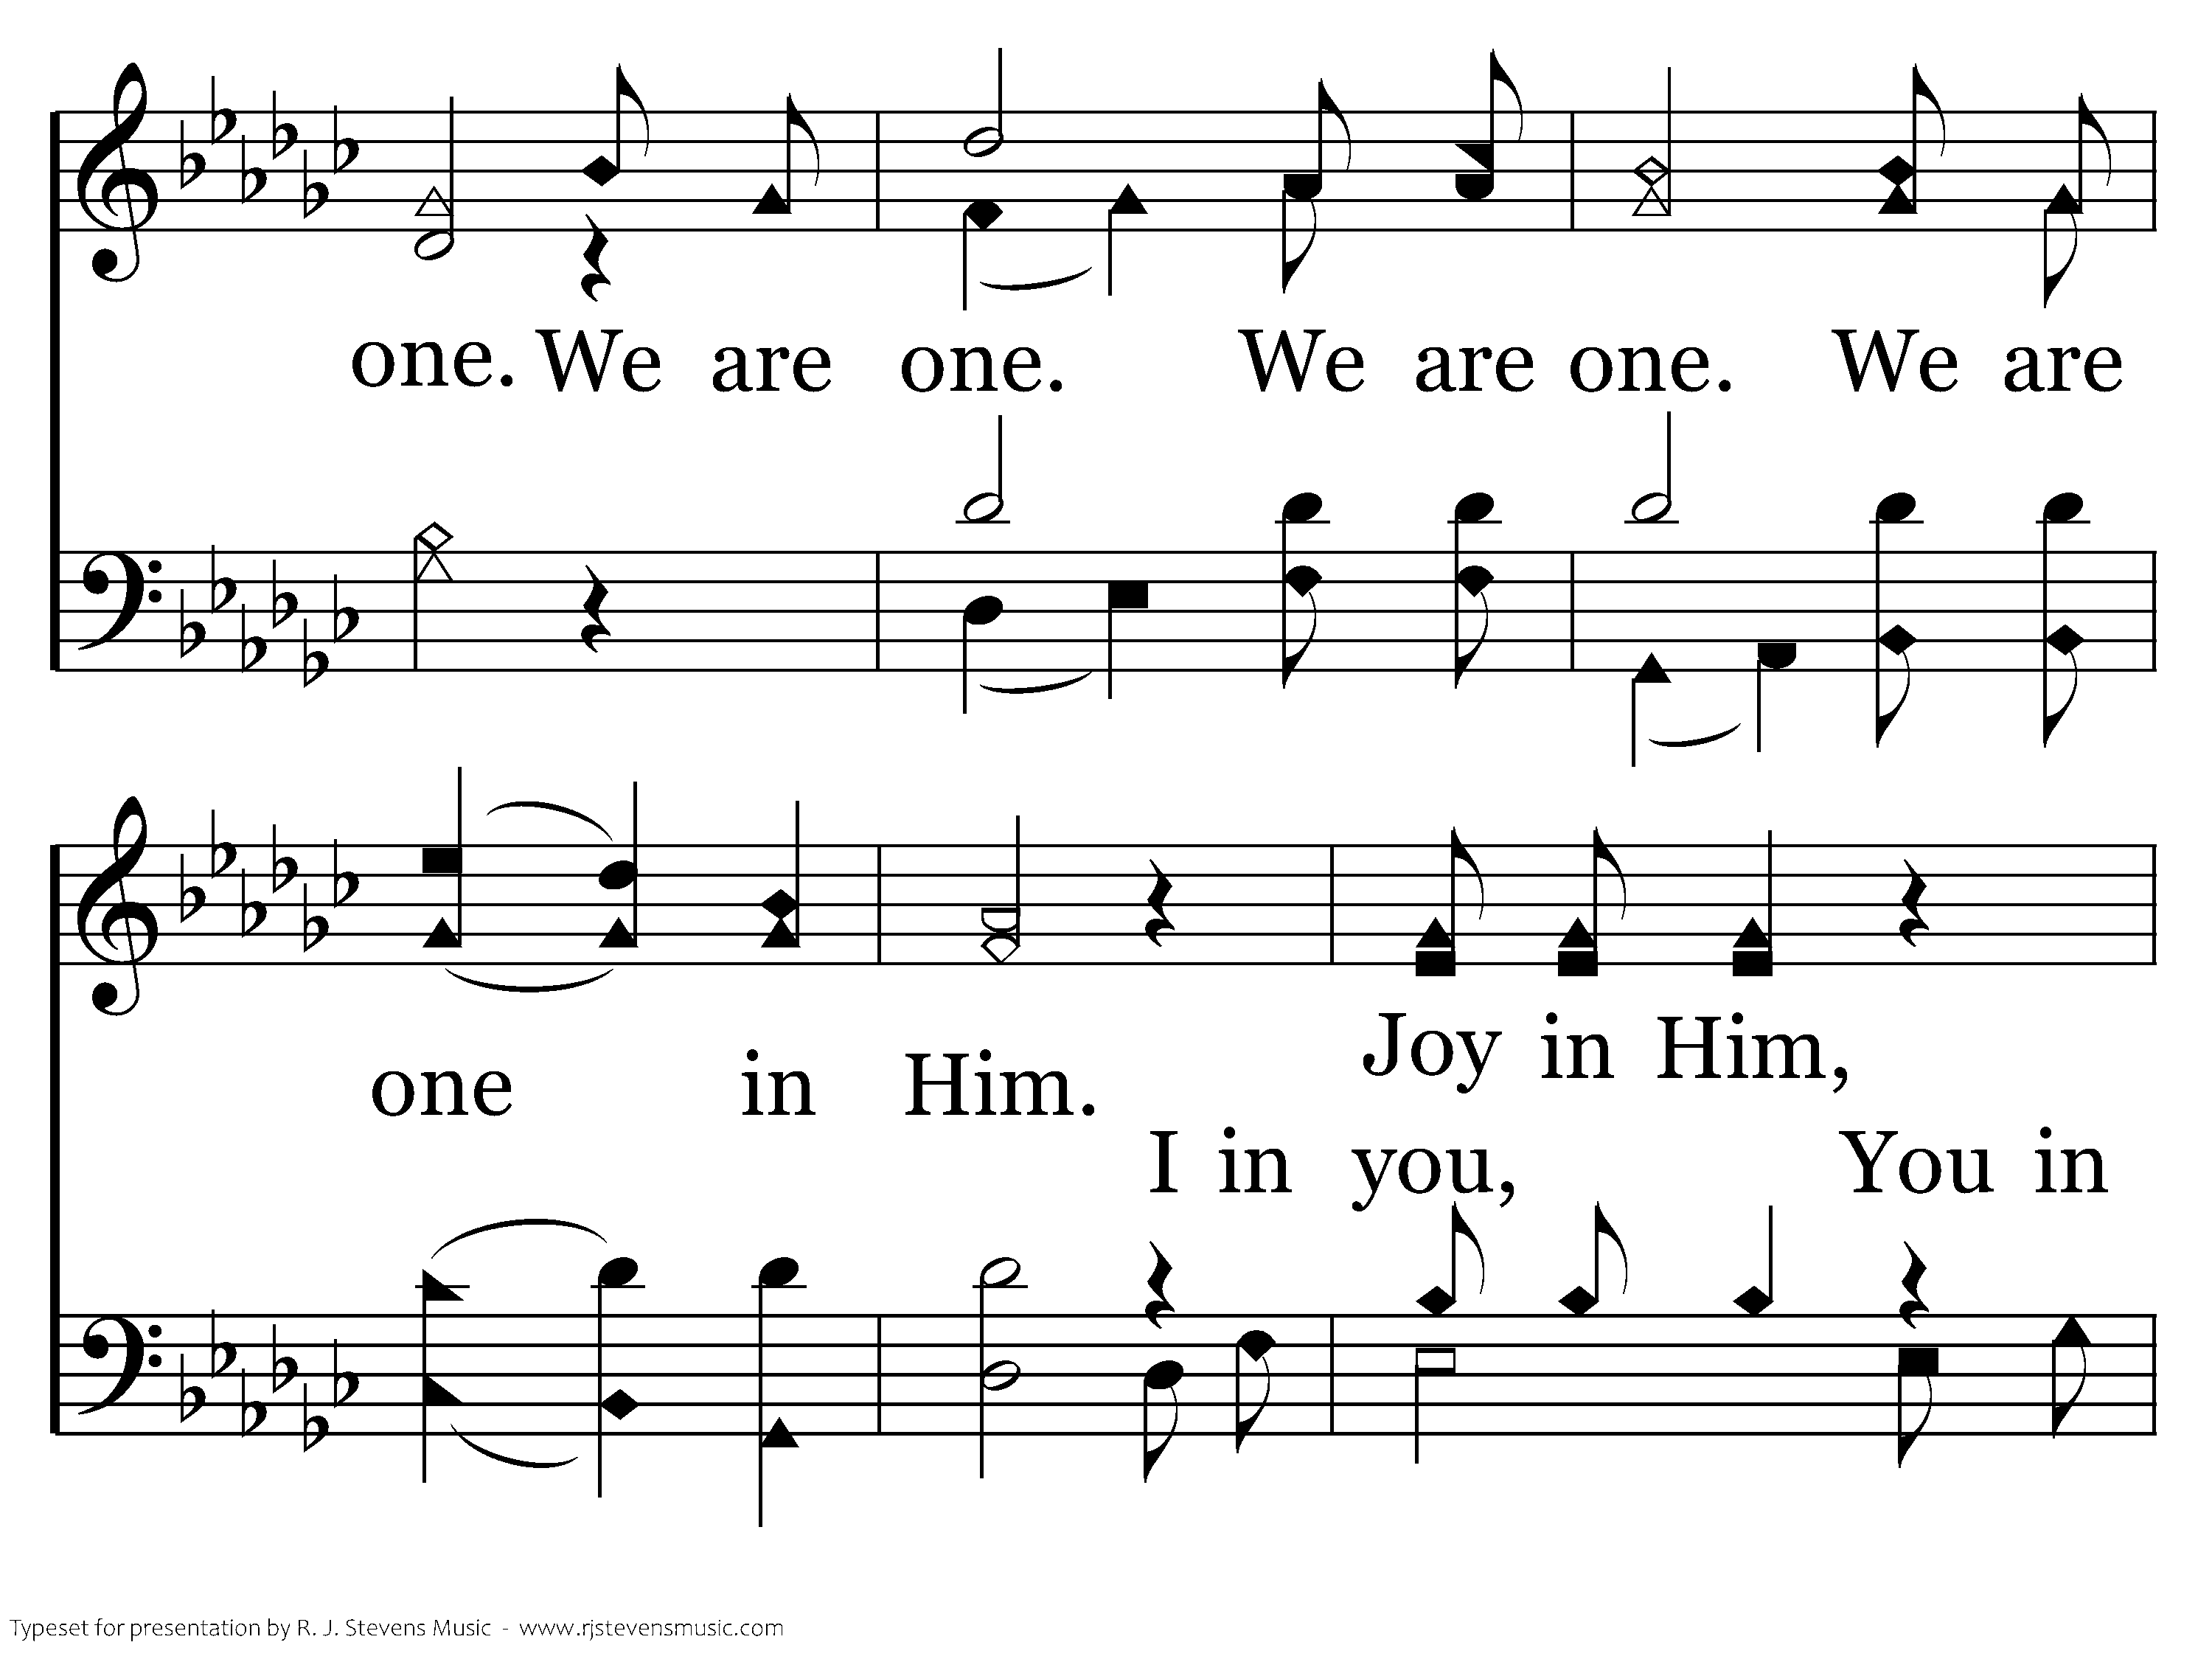 one. We are one. We are one. We are
one in Him. Joy in Him,
I in you, You in
Typeset for presentation by R. J. Stevens Music - www.rjstevensmusic.com